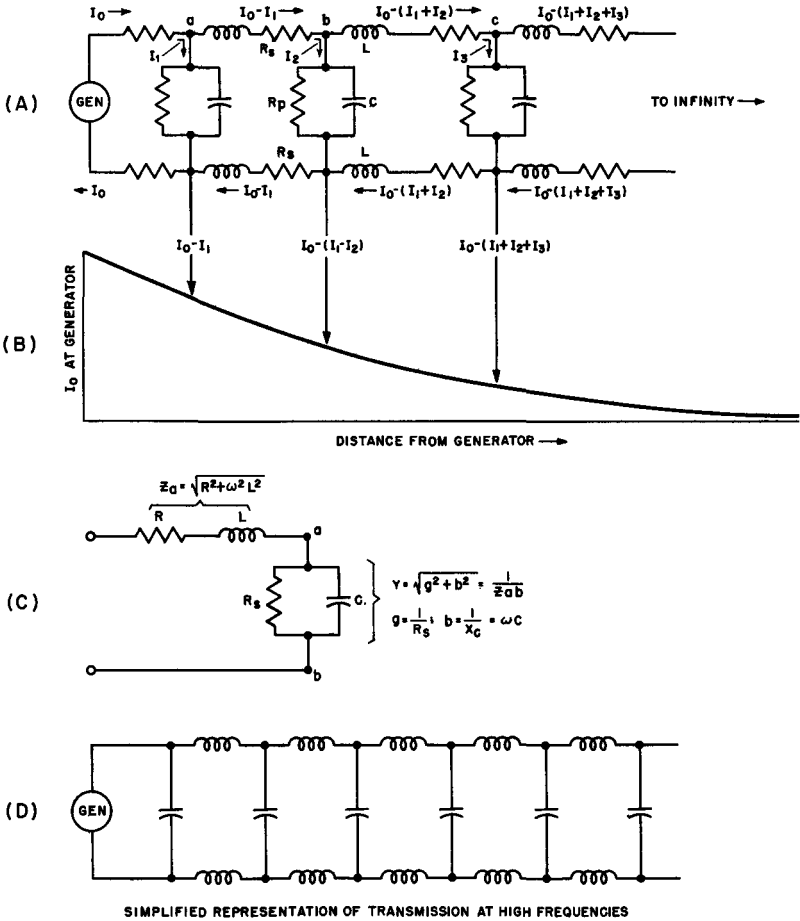 I₀ → a I₀-I₁ b I₀-(I₁+I₂) c I₀-(I₁+I₂+I₃)
I₁ Rs I₂ L I₃
(A) GEN Rp C TO INFINITY →
Rs L
← I₀ ← I₀-I₁ ← I₀-(I₁+I₂) ← I₀-(I₁+I₂+I₃)
I₀-I₁ I₀-(I₁-I₂) I₀-(I₁+I₂+I₃)
(B) I₀ AT GENERATOR
DISTANCE FROM GENERATOR →
Za = √R²+ω²L²
R L
a
(C) Rs C. Y=√g²+b² = 1/Zab
g=1/Rs; b=1/XC = ωC
b
(D) GEN
SIMPLIFIED REPRESENTATION OF TRANSMISSION AT HIGH FREQUENCIES